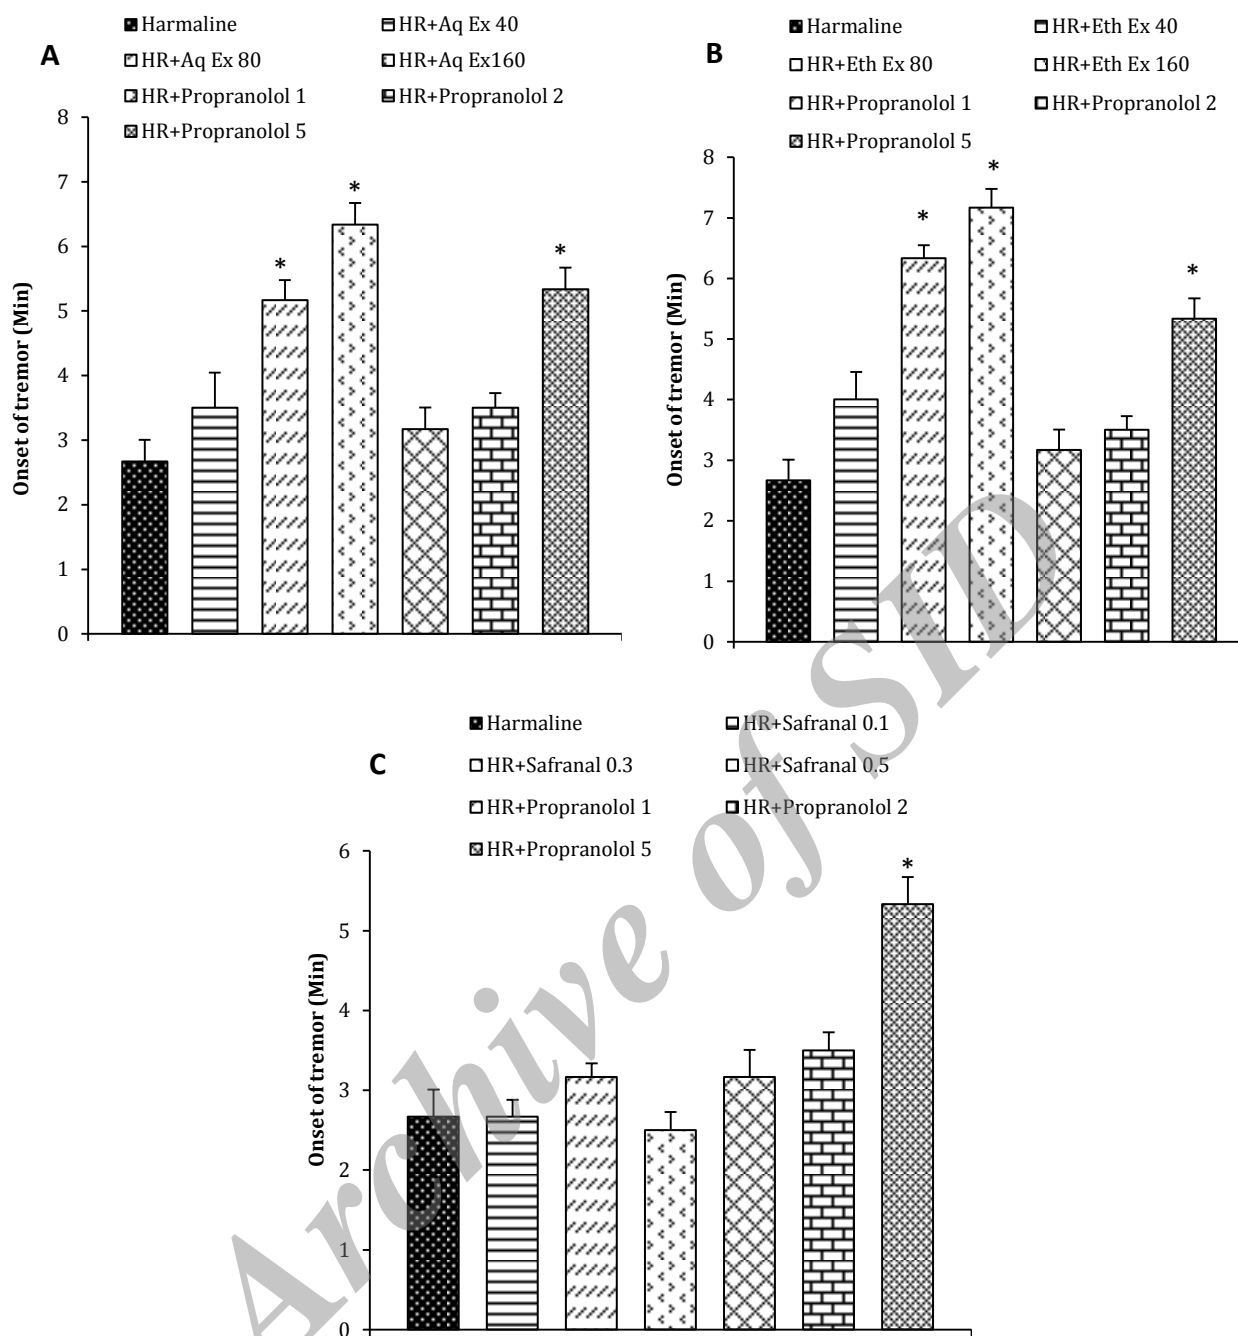 A
Harmaline
HR+Aq Ex 40
HR+Aq Ex 80
HR+Aq Ex160
HR+Propranolol 1
HR+Propranolol 2
HR+Propranolol 5
Onset of tremor (Min)
8
7
6
5
4
3
2
1
0
*
*
*
B
Harmaline
HR+Eth Ex 40
HR+Eth Ex 80
HR+Eth Ex 160
HR+Propranolol 1
HR+Propranolol 2
HR+Propranolol 5
Onset of tremor (Min)
8
7
6
5
4
3
2
1
0
*
*
*
C
Harmaline
HR+Safranal 0.1
HR+Safranal 0.3
HR+Safranal 0.5
HR+Propranolol 1
HR+Propranolol 2
HR+Propranolol 5
Onset of tremor (Min)
6
5
4
3
2
1
0
*
Archive of SID